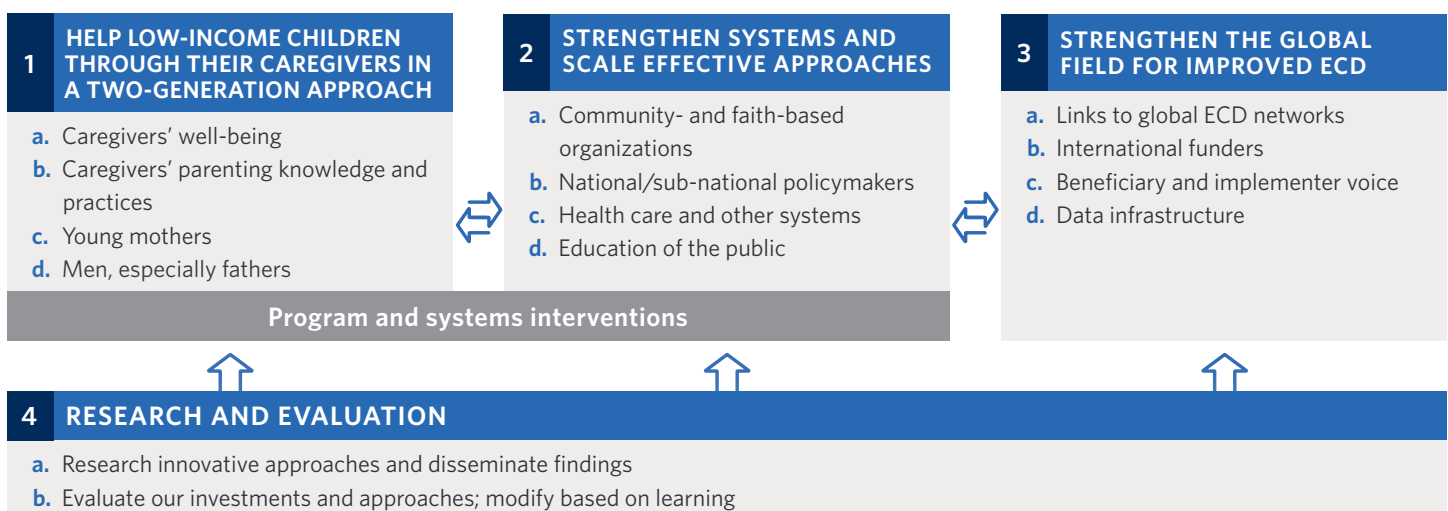 1
HELP LOW-INCOME CHILDREN
THROUGH THEIR CAREGIVERS IN
A TWO-GENERATION APPROACH
a. Caregivers’ well-being
b. Caregivers’ parenting knowledge and
practices
c. Young mothers
d. Men, especially fathers
2
STRENGTHEN SYSTEMS AND
SCALE EFFECTIVE APPROACHES
a. Community- and faith-based
organizations
b. National/sub-national policymakers
c. Health care and other systems
d. Education of the public
Program and systems interventions
3
STRENGTHEN THE GLOBAL
FIELD FOR IMPROVED ECD
a. Links to global ECD networks
b. International funders
c. Beneficiary and implementer voice
d. Data infrastructure
4 RESEARCH AND EVALUATION
a. Research innovative approaches and disseminate findings
b. Evaluate our investments and approaches; modify based on learning